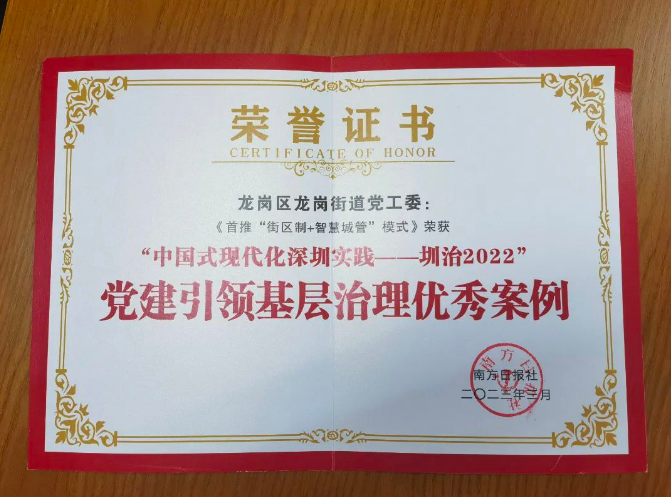 荣誉证书
CERTIFICATE OF HONOR
龙岗区龙岗街道党工委：
《首推“街区制+智慧城管”模式》荣获
“中国式现代化深圳实践——圳治2022”
党建引领基层治理优秀案例
南方日报社
二〇二三年三月